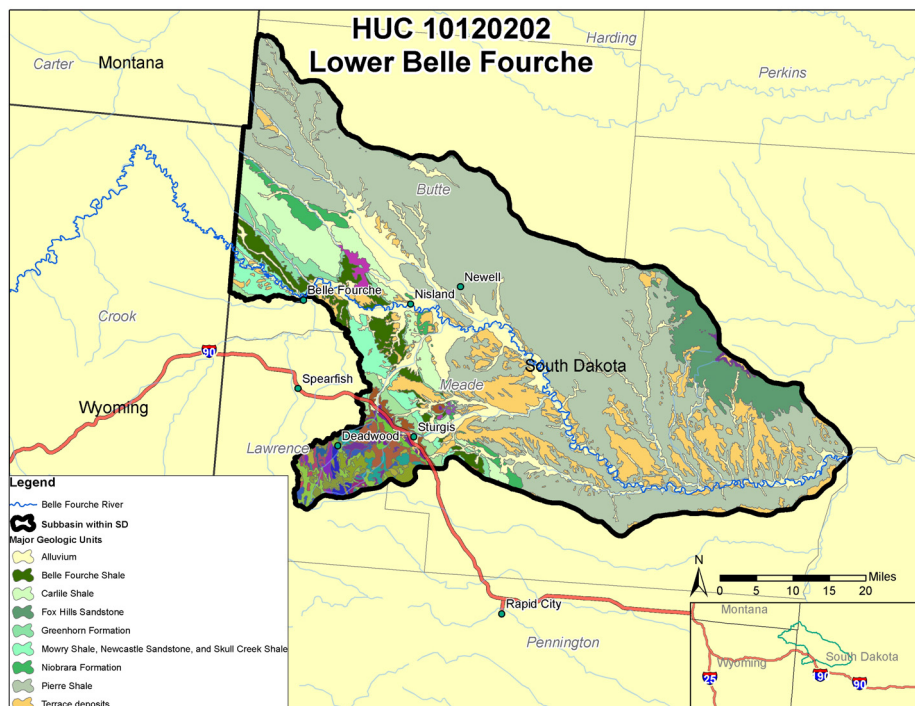 HUC 10120202
Lower Belle Fourche
Harding
Carter
Montana
Perkins
Butte
Newell
Belle Fourche
Nisland
Crook
90
South Dakota
Spearfish
Meade
Wyoming
Sturgis
Deadwood
Lawrence
Legend
Belle Fourche River
Subbasin within SD
Major Geologic Units
Alluvium
Belle Fourche Shale
Carlile Shale
Fox Hills Sandstone
Greenhorn Formation
Mowry Shale, Newcastle Sandstone, and Skull Creek Shale
Niobrara Formation
Pierre Shale
Terrace deposits
N
Miles
0 5 10 20
Rapid City
Pennington
Montana
Wyoming
South Dakota
25
190
90